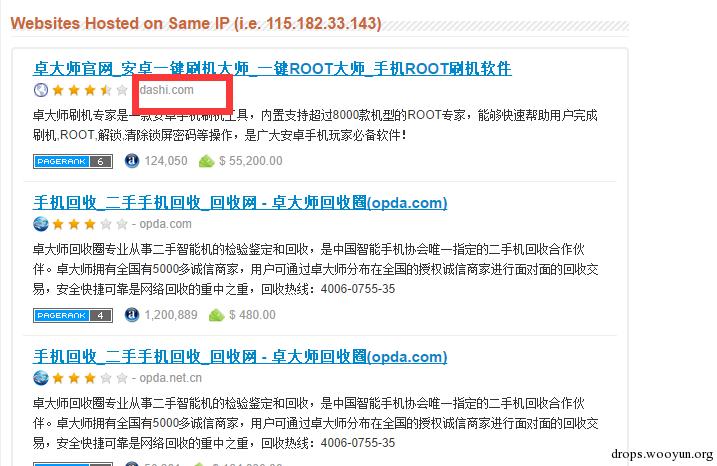 Websites Hosted on Same IP (i.e. 115.182.33.143)
卓大师官网_安卓一键刷机大师_一键ROOT大师_手机ROOT刷机软件
- dashi.com
卓大师刷机专家是一款安卓手机刷机工具，内置支持超过8000款机型的ROOT专家，能够快速帮助用户完成
刷机,ROOT,解锁,清除锁屏密码等操作，是广大安卓手机玩家必备软件！
PAGERANK 6 124,050 $ 55,200.00
手机回收_二手手机回收_回收网 - 卓大师回收圈(opda.com)
- opda.com
卓大师回收圈专业从事二手智能机的检验鉴定和回收，是中国智能手机协会唯一指定的二手机回收合作伙
伴。卓大师拥有全国有5000多诚信商家，用户可通过卓大师分布在全国的授权诚信商家进行面对面的回收交
易，安全快捷可靠是网络回收的重中之重，回收热线：4006-0755-35
PAGERANK 4 1,200,889 $ 480.00
手机回收_二手手机回收_回收网 - 卓大师回收圈(opda.com)
- opda.net.cn
卓大师回收圈专业从事二手智能机的检验鉴定和回收，是中国智能手机协会唯一指定的二手机回收合作伙
伴。卓大师拥有全国有5000多诚信商家，用户可通过卓大师分布在全国的授权诚信商家进行面对面的回收交
易，安全快捷可靠是网络回收的重中之重，回收热线：4006-0755-35
drops.wooyun.org